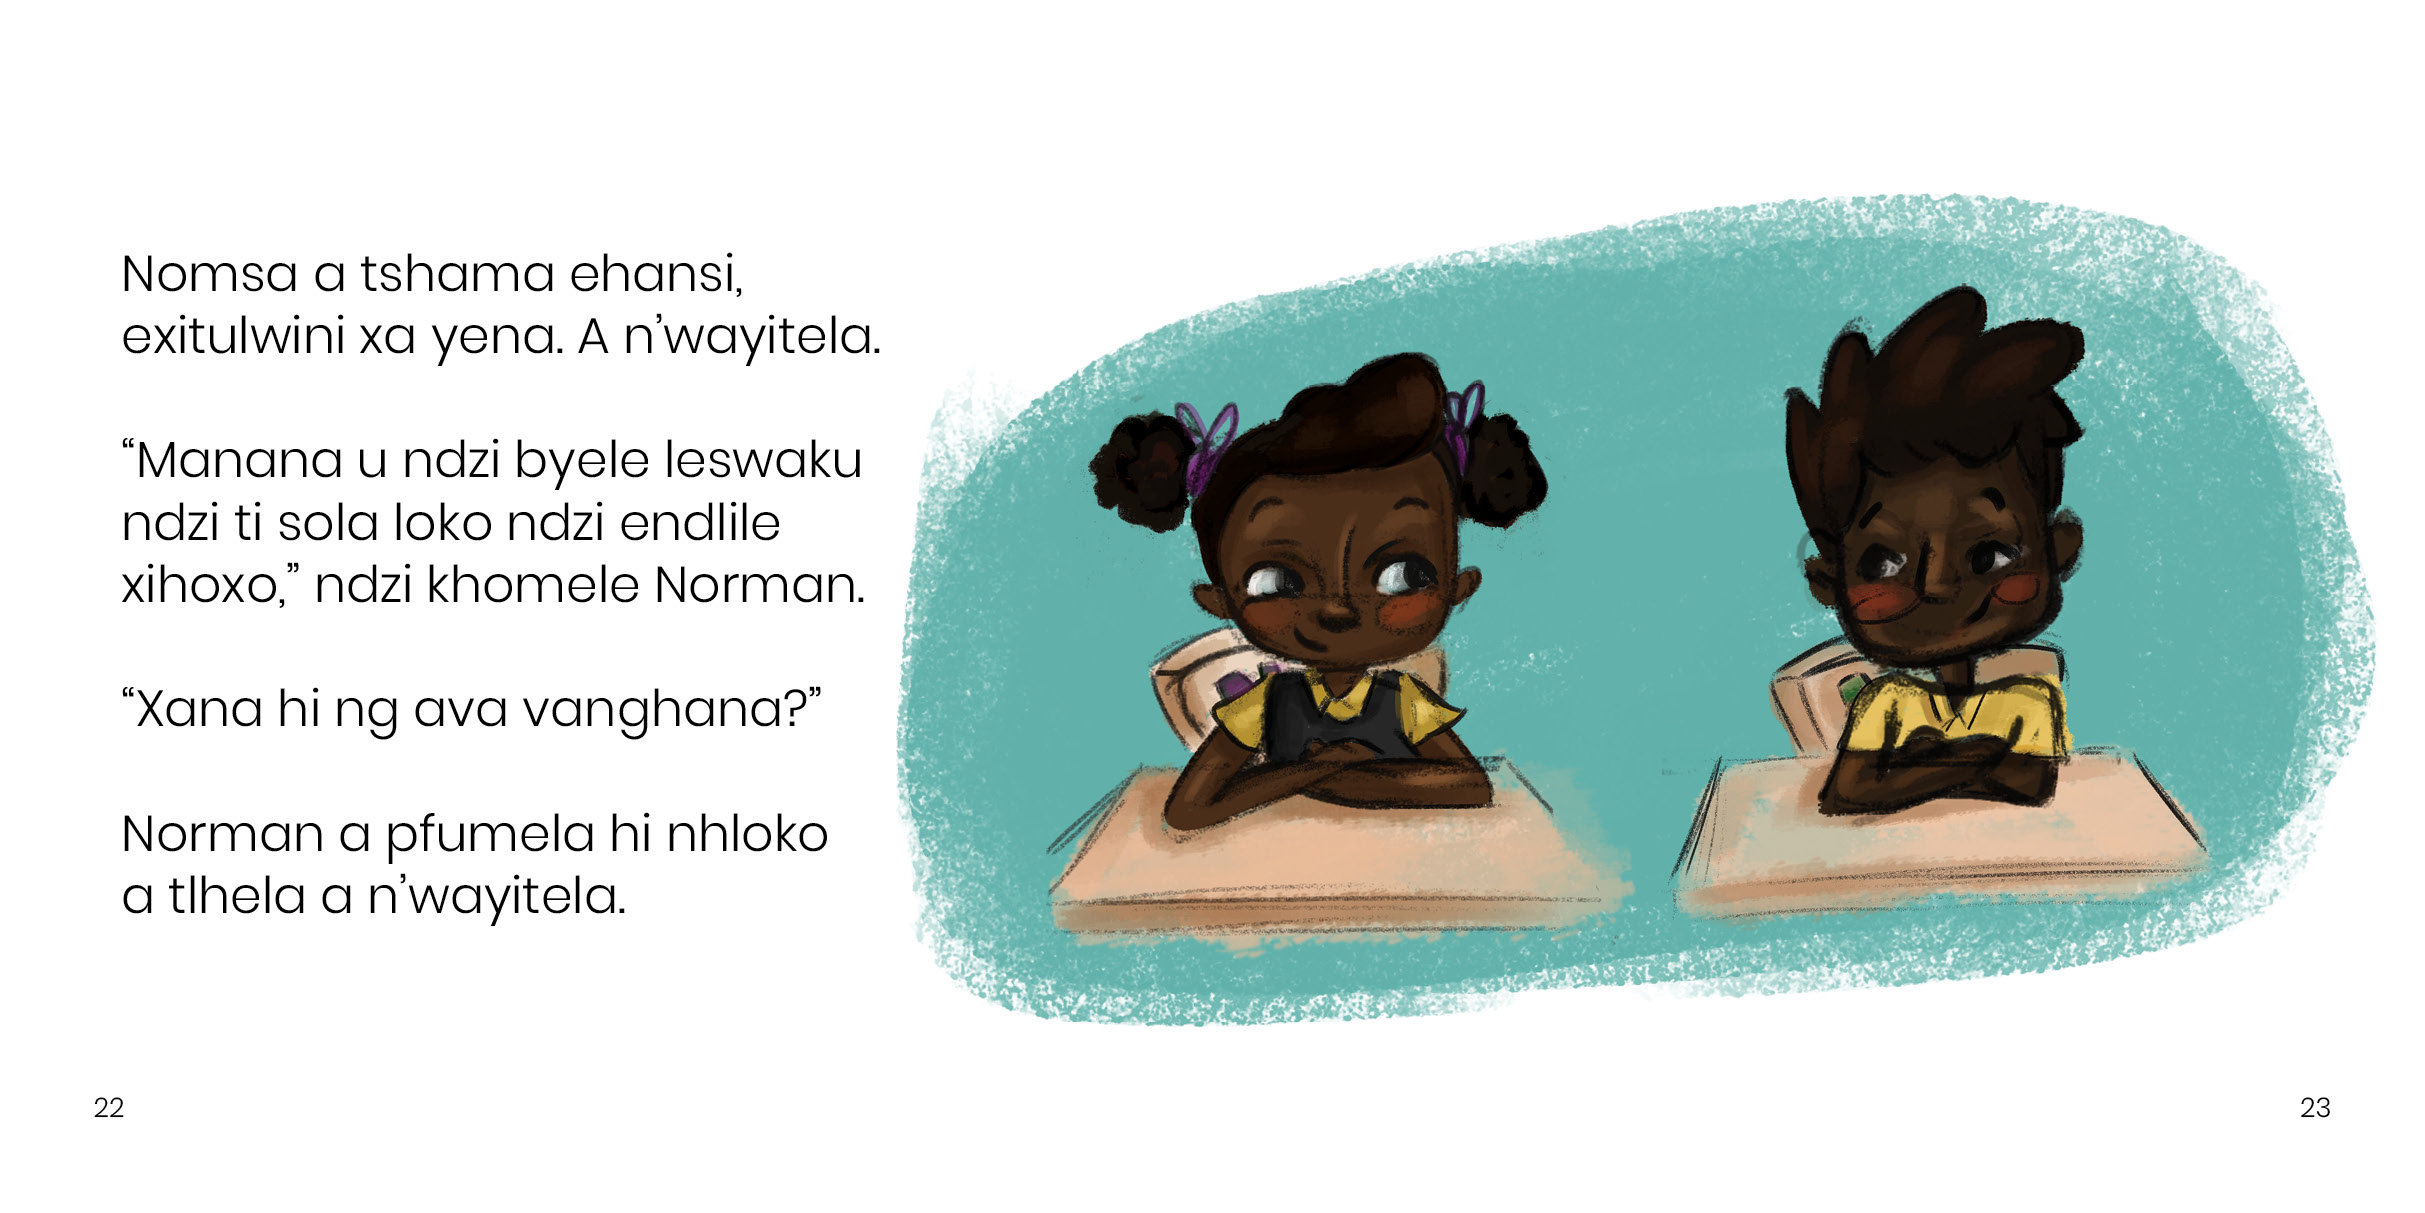 Nomsa a tshama ehansi,
exitulwini xa yena. A n’wayitela.
“Manana u ndzi byele leswaku
ndzi ti sola loko ndzi endlile
xihoxo,” ndzi khomele Norman.
“Xana hi ng ava vanghana?”
Norman a pfumela hi nhloko
a tlhela a n’wayitela.
22
23